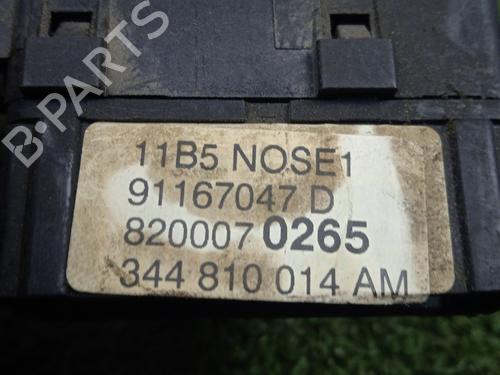 B-PARTS
11B5 NOSE1
91167047 D
820007 0265
344 810 014 AM